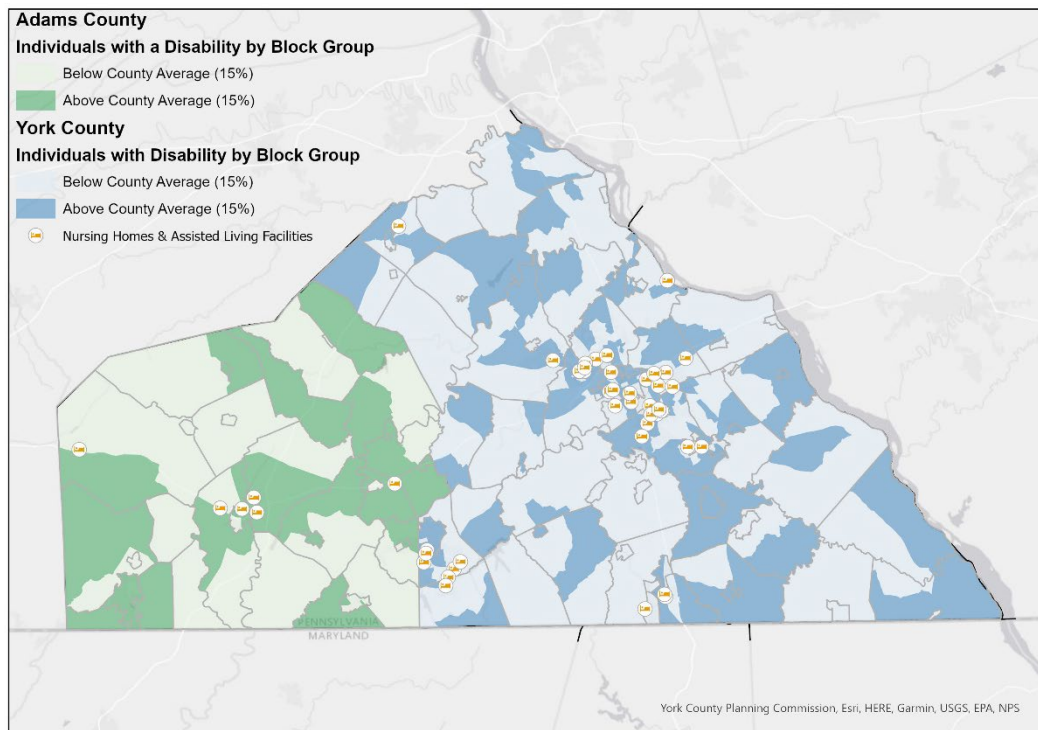 Adams County
Individuals with a Disability by Block Group
Below County Average (15%)
Above County Average (15%)
York County
Individuals with Disability by Block Group
Below County Average (15%)
Above County Average (15%)
Nursing Homes & Assisted Living Facilities
PENNSYLVANIA
MARYLAND
York County Planning Commission, Esri, HERE, Garmin, USGS, EPA, NPS